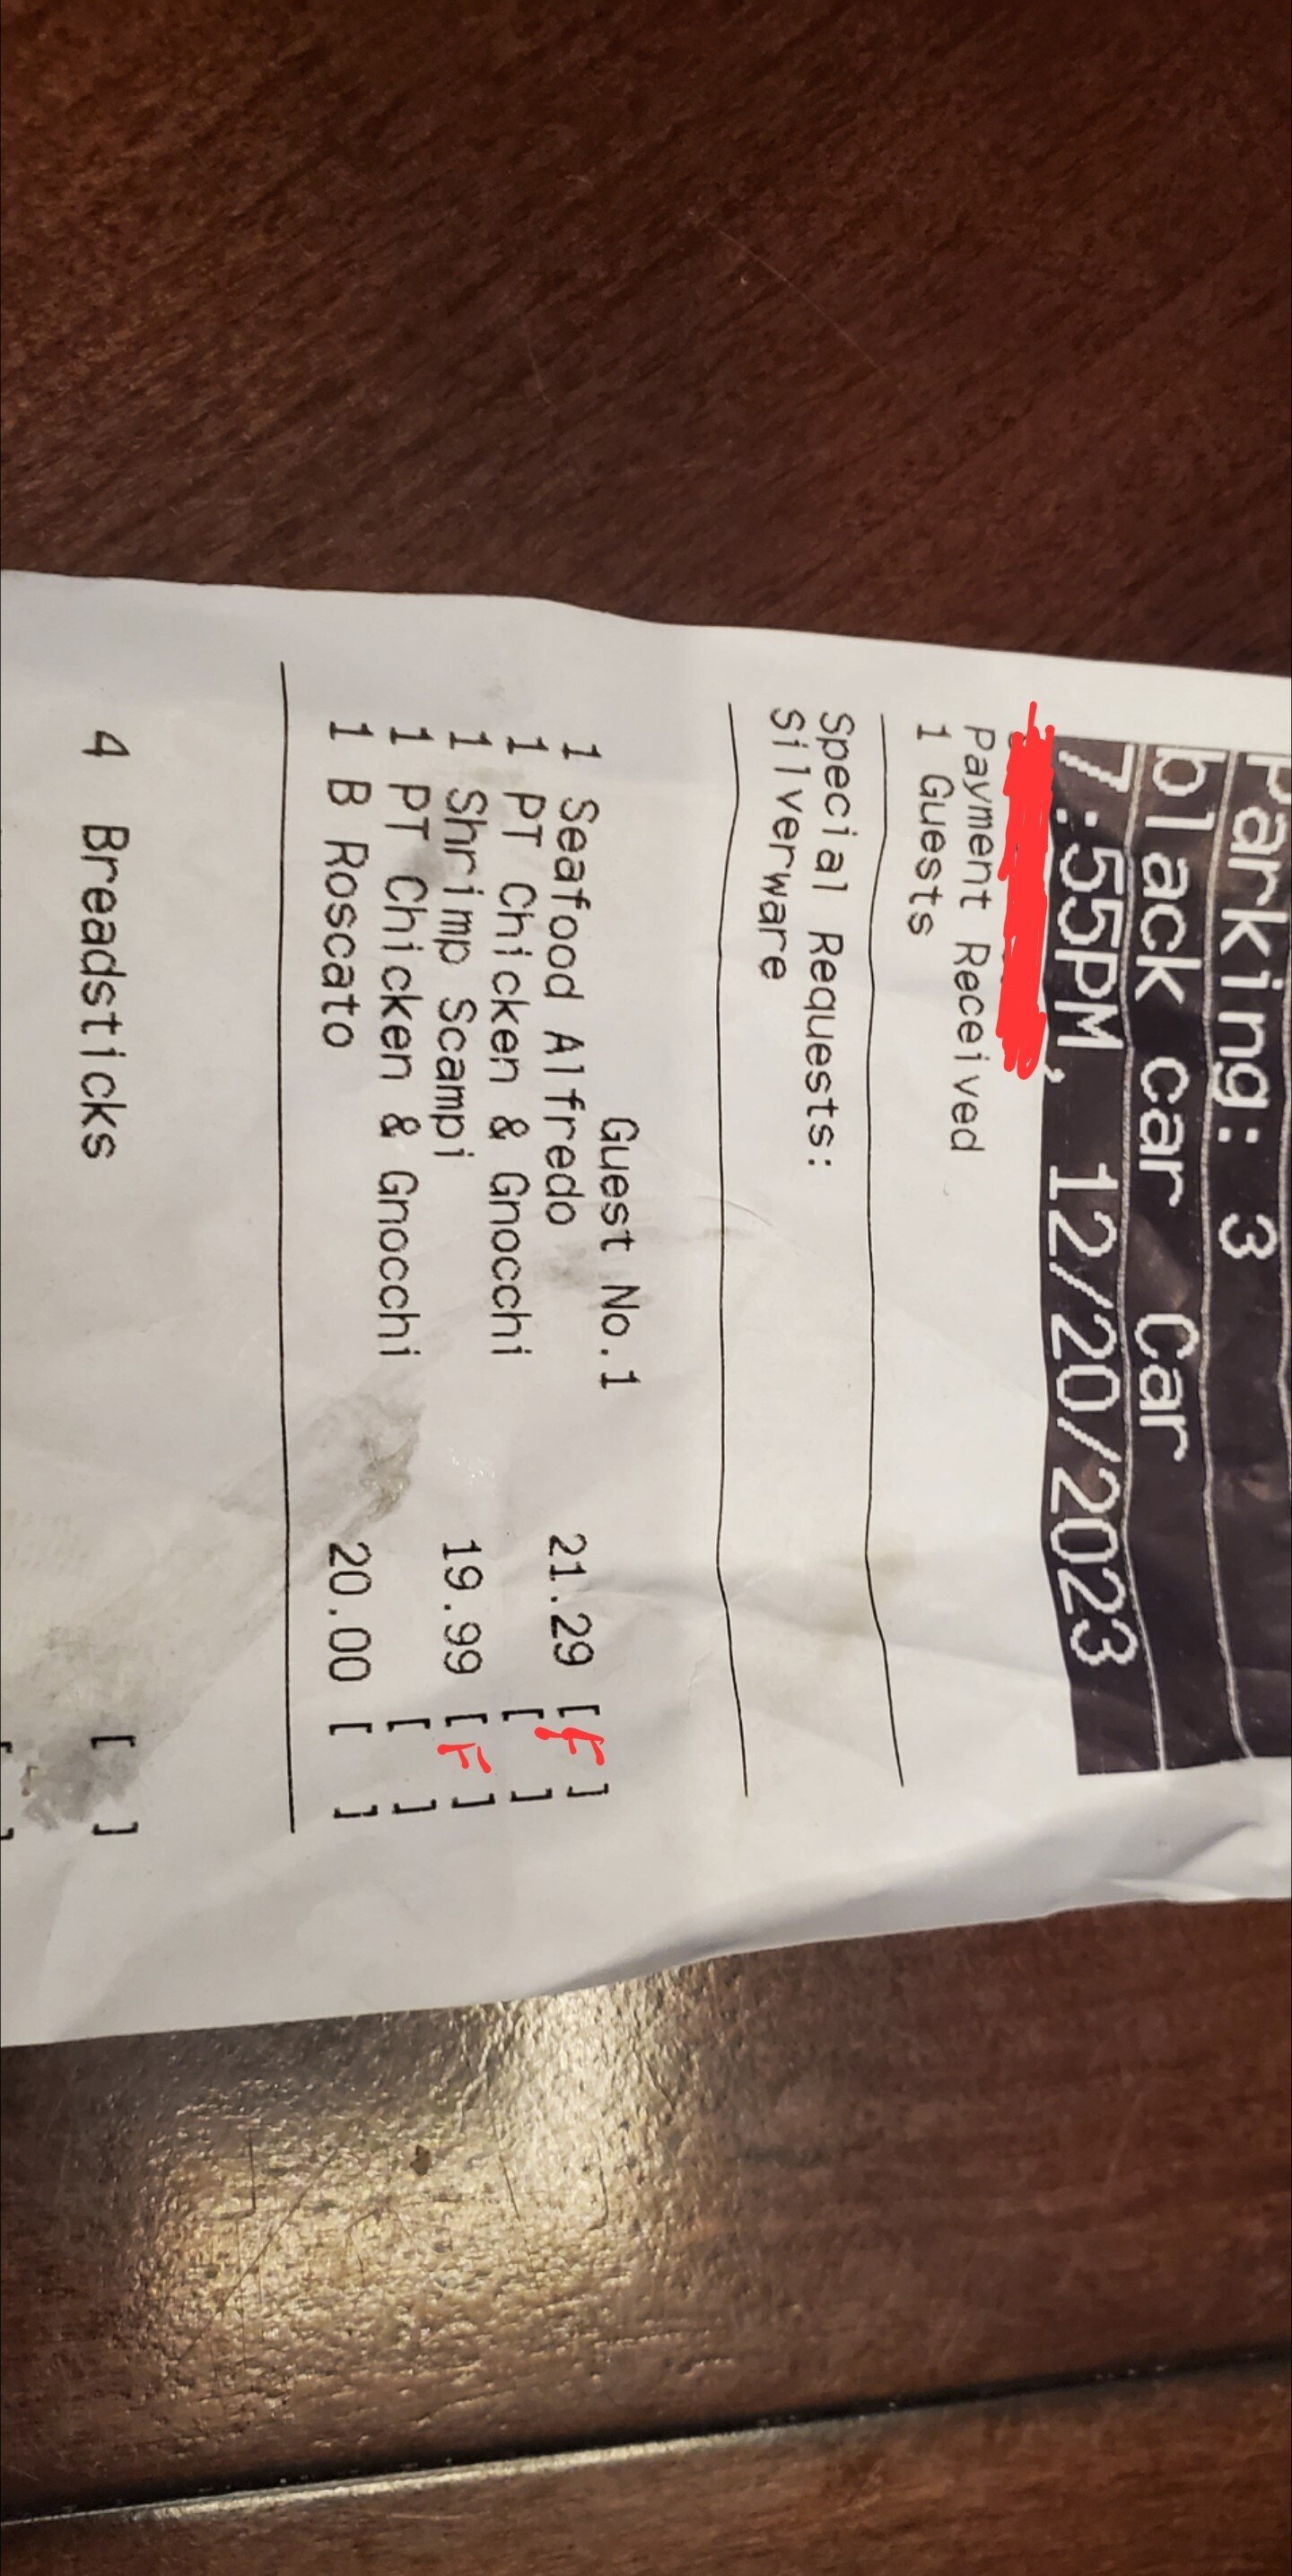 Parking: 3
black car Car
7:55PM, 12/20/2023
Payment Received
1 Guests
Special Requests:
Silverware
Guest No.1
1 Seafood Alfredo 21.29 [F]
1 PT Chicken & Gnocchi [ ]
1 Shrimp Scampi 19.99 [F]
1 PT Chicken & Gnocchi [ ]
1 B Roscato 20.00 [ ]
4 Breadsticks [ ]